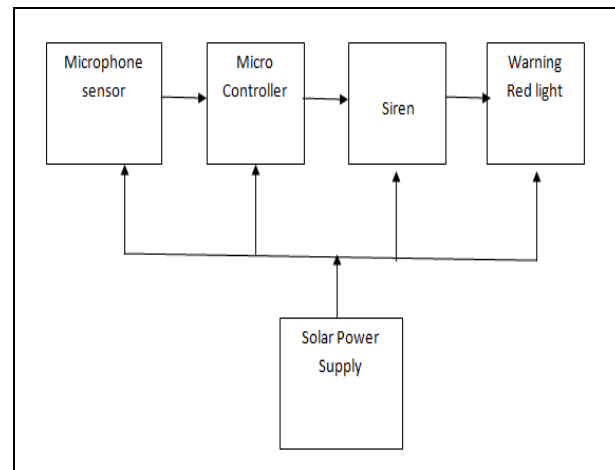 Microphone
sensor
Micro
Controller
Siren
Warning
Red light
Solar Power
Supply